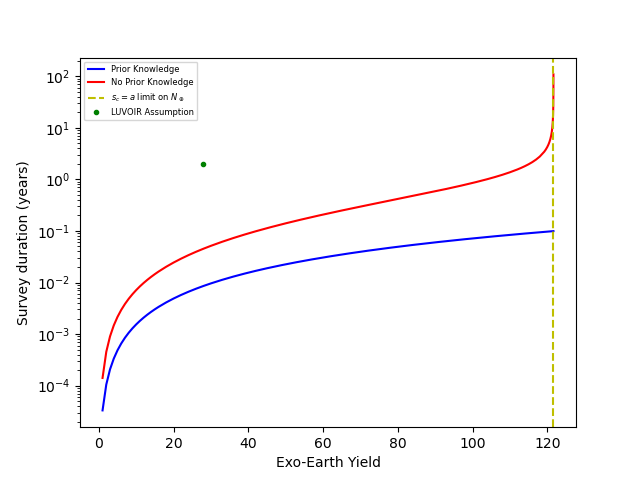 Prior Knowledge
No Prior Knowledge
s_c = a limit on N_⊕
LUVOIR Assumption
Survey duration (years)
10^2
10^1
10^0
10^−1
10^−2
10^−3
10^−4
0 20 40 60 80 100 120
Exo-Earth Yield